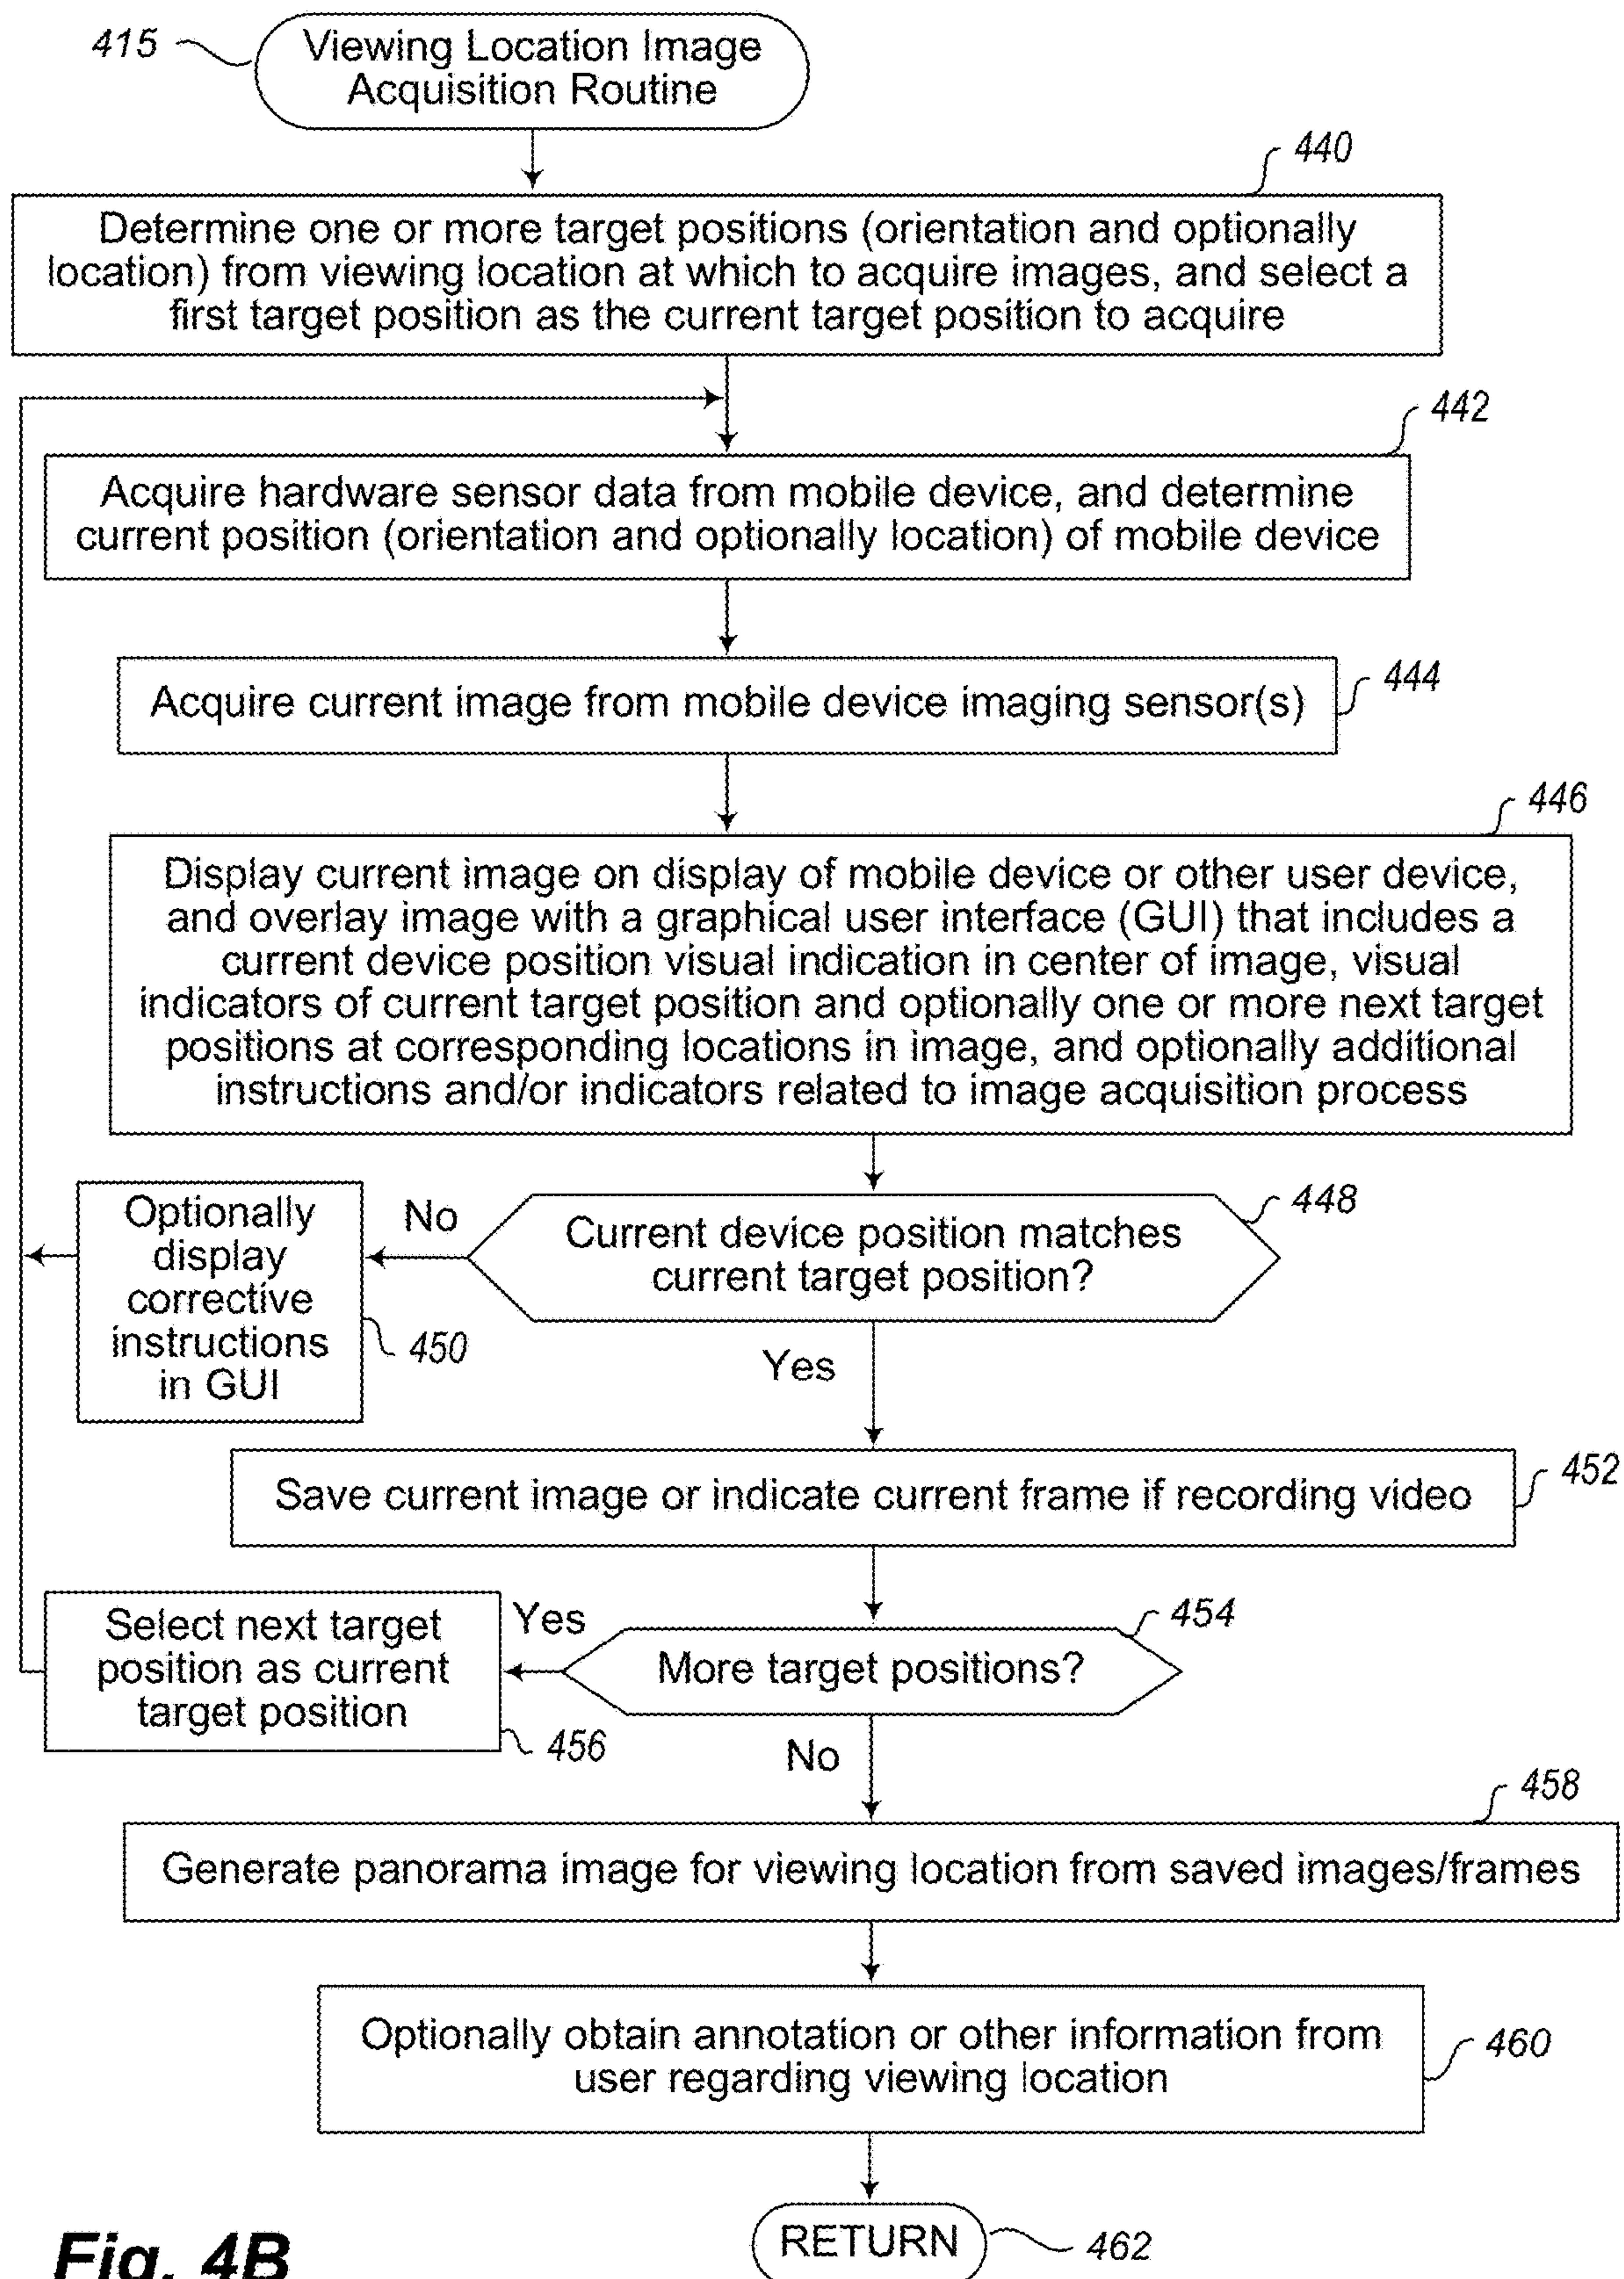 415
Viewing Location Image
Acquisition Routine
440
Determine one or more target positions (orientation and optionally
location) from viewing location at which to acquire images, and select a
first target position as the current target position to acquire
442
Acquire hardware sensor data from mobile device, and determine
current position (orientation and optionally location) of mobile device
444
Acquire current image from mobile device imaging sensor(s)
446
Display current image on display of mobile device or other user device,
and overlay image with a graphical user interface (GUI) that includes a
current device position visual indication in center of image, visual
indicators of current target position and optionally one or more next target
positions at corresponding locations in image, and optionally additional
instructions and/or indicators related to image acquisition process
448
Current device position matches
current target position?
No
Optionally
display
corrective
instructions
in GUI
450
Yes
452
Save current image or indicate current frame if recording video
454
More target positions?
Yes
Select next target
position as current
target position
456
No
458
Generate panorama image for viewing location from saved images/frames
Optionally obtain annotation or other information from
user regarding viewing location
460
RETURN
462
Fig. 4B